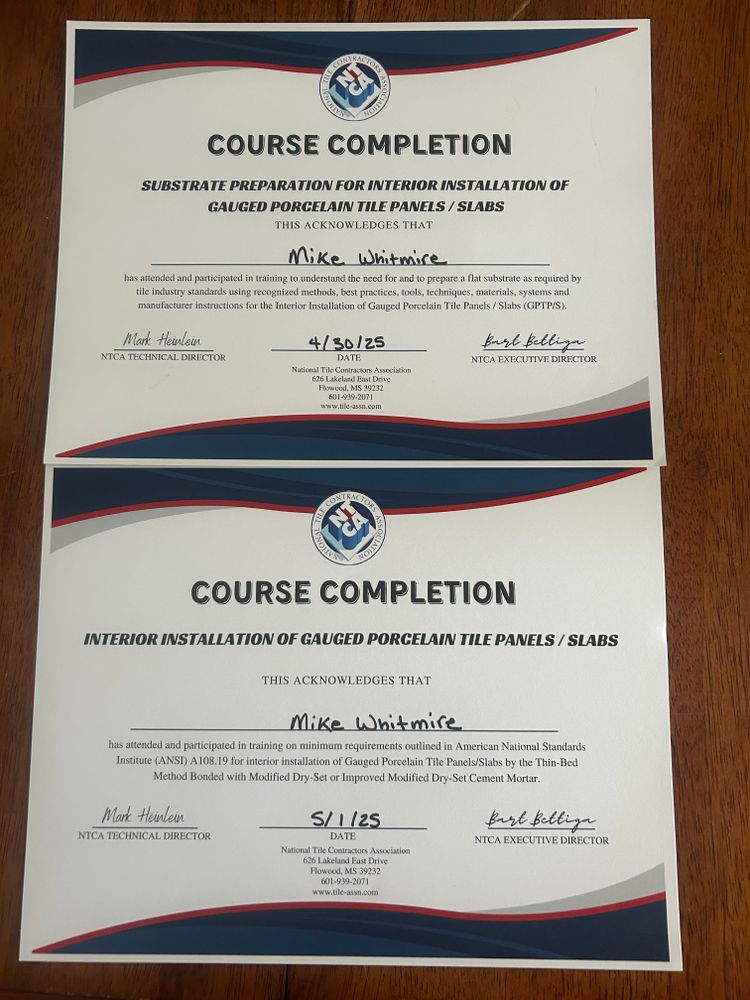 NATIONAL TILE CONTRACTORS ASSOCIATION
NTCA
COURSE COMPLETION
SUBSTRATE PREPARATION FOR INTERIOR INSTALLATION OF
GAUGED PORCELAIN TILE PANELS / SLABS
THIS ACKNOWLEDGES THAT
Mike Whitmire
has attended and participated in training to understand the need for and to prepare a flat substrate as required by
tile industry standards using recognized methods, best practices, tools, techniques, materials, systems and
manufacturer instructions for the Interior Installation of Gauged Porcelain Tile Panels / Slabs (GPTP/S).
Mark Heinlein 4/30/25 Bart Bettiga
NTCA TECHNICAL DIRECTOR DATE NTCA EXECUTIVE DIRECTOR
National Tile Contractors Association
626 Lakeland East Drive
Flowood, MS 39232
601-939-2071
www.tile-assn.com
NATIONAL TILE CONTRACTORS ASSOCIATION
NTCA
COURSE COMPLETION
INTERIOR INSTALLATION OF GAUGED PORCELAIN TILE PANELS / SLABS
THIS ACKNOWLEDGES THAT
Mike Whitmire
has attended and participated in training on minimum requirements outlined in American National Standards
Institute (ANSI) A108.19 for interior installation of Gauged Porcelain Tile Panels/Slabs by the Thin-Bed
Method Bonded with Modified Dry-Set or Improved Modified Dry-Set Cement Mortar.
Mark Heinlein 5/1/25 Bart Bettiga
NTCA TECHNICAL DIRECTOR DATE NTCA EXECUTIVE DIRECTOR
National Tile Contractors Association
626 Lakeland East Drive
Flowood, MS 39232
601-939-2071
www.tile-assn.com